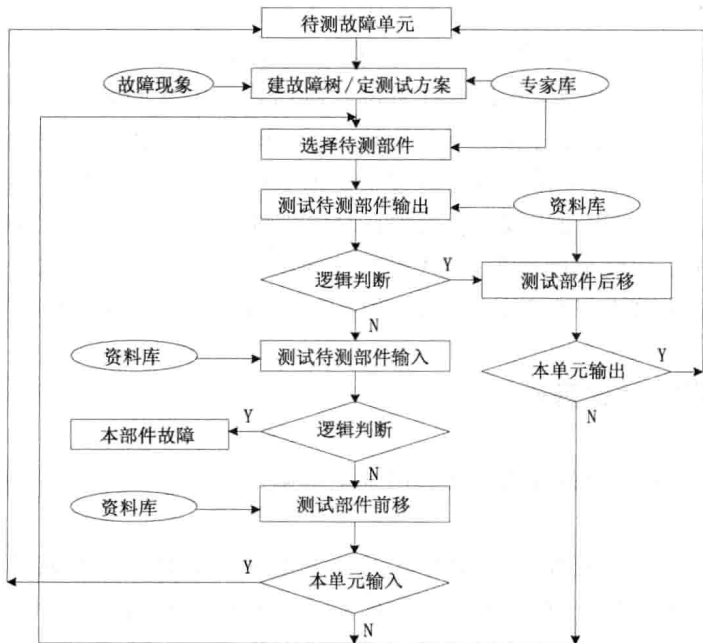 待测故障单元
故障现象
建故障树/定测试方案
专家库
选择待测部件
测试待测部件输出
资料库
逻辑判断
Y
测试部件后移
N
资料库
测试待测部件输入
本单元输出
Y
本部件故障
Y
逻辑判断
N
N
资料库
测试部件前移
Y
本单元输入
N
N